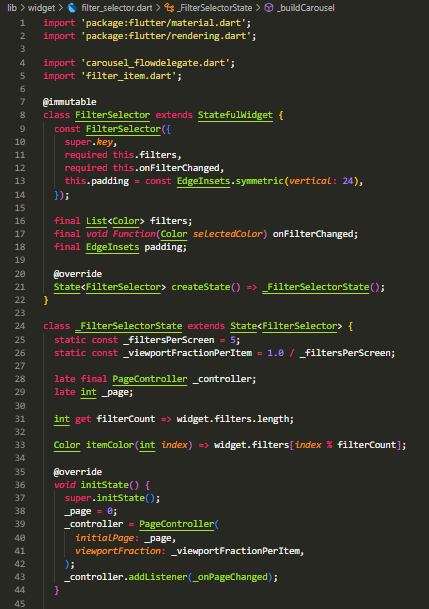 lib > widget > filter_selector.dart > _FilterSelectorState > _buildCarousel
1 import 'package:flutter/material.dart';
2 import 'package:flutter/rendering.dart';
3
4 import 'carousel_flowdelegate.dart';
5 import 'filter_item.dart';
6
7 @immutable
8 class FilterSelector extends StatefulWidget {
9   const FilterSelector({
10     super.key,
11     required this.filters,
12     required this.onFilterChanged,
13     this.padding = const EdgeInsets.symmetric(vertical: 24),
14   });
15
16   final List<Color> filters;
17   final void Function(Color selectedColor) onFilterChanged;
18   final EdgeInsets padding;
19
20   @override
21   State<FilterSelector> createState() => _FilterSelectorState();
22 }
23
24 class _FilterSelectorState extends State<FilterSelector> {
25   static const _filtersPerScreen = 5;
26   static const _viewportFractionPerItem = 1.0 / _filtersPerScreen;
27
28   late final PageController _controller;
29   late int _page;
30
31   int get filterCount => widget.filters.length;
32
33   Color itemColor(int index) => widget.filters[index % filterCount];
34
35   @override
36   void initState() {
37     super.initState();
38     _page = 0;
39     _controller = PageController(
40       initialPage: _page,
41       viewportFraction: _viewportFractionPerItem,
42     );
43     _controller.addListener(_onPageChanged);
44   }
45